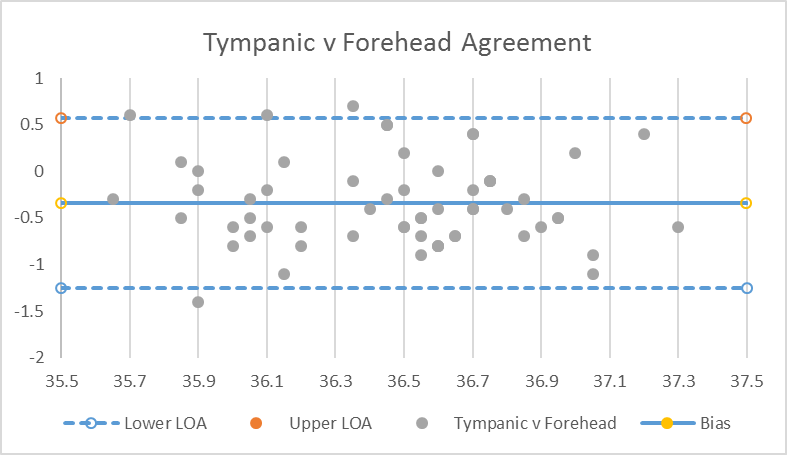 Tympanic v Forehead Agreement
1
0.5
0
-0.5
-1
-1.5
-2
35.5 35.7 35.9 36.1 36.3 36.5 36.7 36.9 37.1 37.3 37.5
Lower LOA Upper LOA Tympanic v Forehead Bias